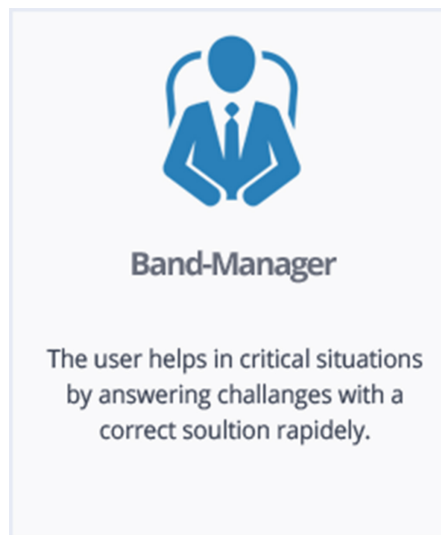 Band-Manager
The user helps in critical situations
by answering challanges with a
correct soultion rapidely.